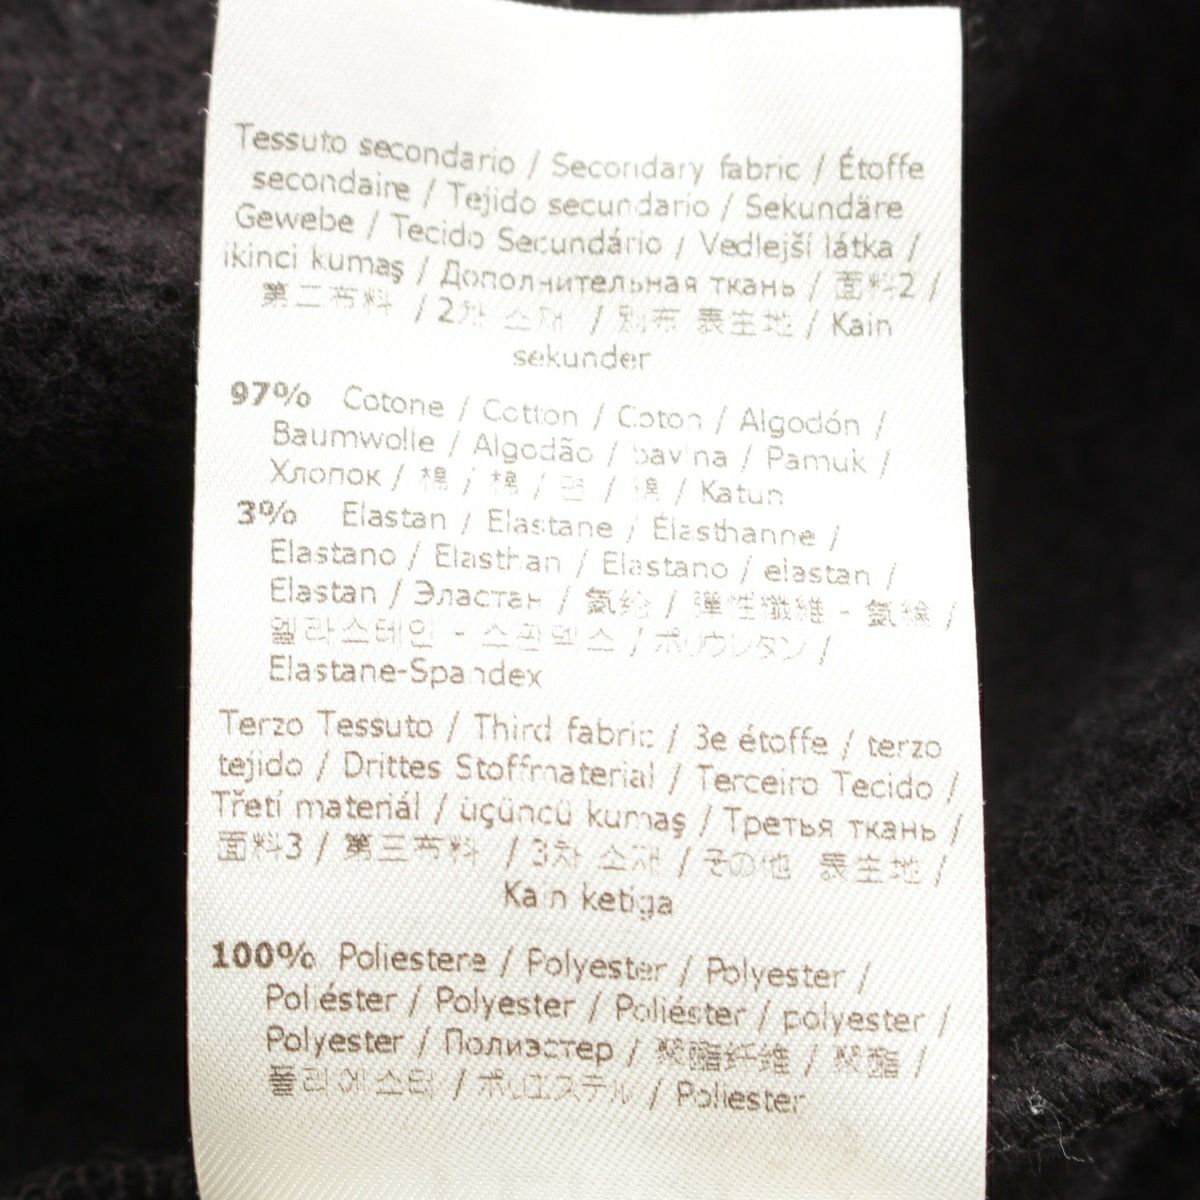 Tessuto secondario / Secondary fabric / Étoffe
secondaire / Tejido secundario / Sekundäre
Gewebe / Tecido Secundário / Vedlejší látka /
ikinci kumaş / Дополнительная ткань / 面料2 /
第二布料 / 2차 소재 / 別布 表生地 / Kain
sekunder
97% Cotone / Cotton / Coton / Algodón /
Baumwolle / Algodão / bavlna / Pamuk /
Хлопок / 棉 / 棉 / 면 / 綿 / Katun
3% Elastan / Elastane / Élasthanne /
Elastano / Elasthan / Elastano / elastan /
Elastan / Эластан / 氨纶 / 彈性纖維 - 氨綸 /
엘라스테인 - 스판덱스 / ポリウレタン /
Elastane-Spandex
Terzo Tessuto / Third fabric / 3e étoffe / terzo
tejido / Drittes Stoffmaterial / Terceiro Tecido /
Třetí materiál / üçüncü kumaş / Третья ткань /
面料3 / 第三布料 / 3차 소재 / その他 表生地 /
Kain ketiga
100% Poliestere / Polyester / Polyester /
Poliéster / Polyester / Poliéster / polyester /
Polyester / Полиэстер / 聚酯纤维 / 聚酯 /
폴리에스터 / ポリエステル / Poliester